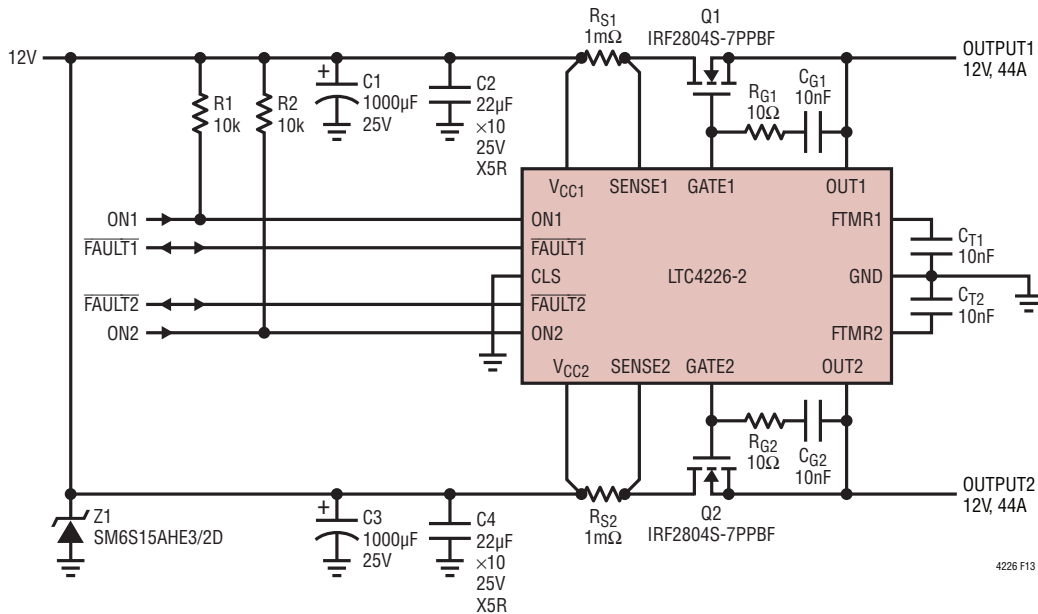 RS1
1mΩ
Q1
IRF2804S-7PPBF
12V
OUTPUT1
12V, 44A
R1
10k
R2
10k
+
C1
1000µF
25V
C2
22µF
×10
25V
X5R
RG1
10Ω
CG1
10nF
VCC1
SENSE1
GATE1
OUT1
ON1
ON1
FTMR1
FAULT1
FAULT1
CT1
10nF
CLS
LTC4226-2
GND
FAULT2
FAULT2
CT2
10nF
ON2
ON2
FTMR2
VCC2
SENSE2
GATE2
OUT2
RG2
10Ω
CG2
10nF
Z1
SM6S15AHE3/2D
+
C3
1000µF
25V
C4
22µF
×10
25V
X5R
RS2
1mΩ
Q2
IRF2804S-7PPBF
OUTPUT2
12V, 44A
4226 F13